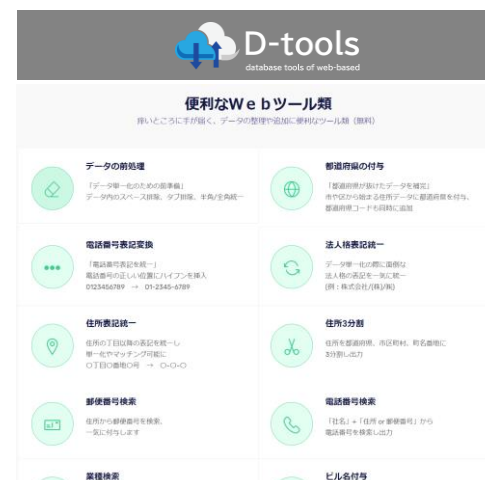 D-tools
database tools of web-based
便利なWebツール類
痒いところに手が届く、データの整理や追加に便利なツール類（無料）
データの前処理
「データ単一化のための前準備」
データ内のスペース排除、タブ排除、半角/全角統一
都道府県の付与
「都道府県が抜けたデータを補完」
市や区から始まる住所データに都道府県を付与、
都道府県コードも同時に追加
電話番号表記変換
「電話番号表記を統一」
電話番号の正しい位置にハイフンを挿入
0123456789 → 01-2345-6789
法人格表記統一
データ単一化の際に面倒な
法人格の表記を一気に統一
(例：株式会社/(株)/㈱)
住所表記統一
住所の丁目以降の表記を統一し
単一化やマッチング可能に
〇丁目〇番地〇号 → 〇-〇-〇
住所3分割
住所を都道府県、市区町村、町名番地に
3分割し出力
郵便番号検索
住所から郵便番号を検索、
一気に付与します
電話番号検索
「社名」+「住所 or 郵便番号」から
電話番号を検索し出力
業種検索
ビル名付与